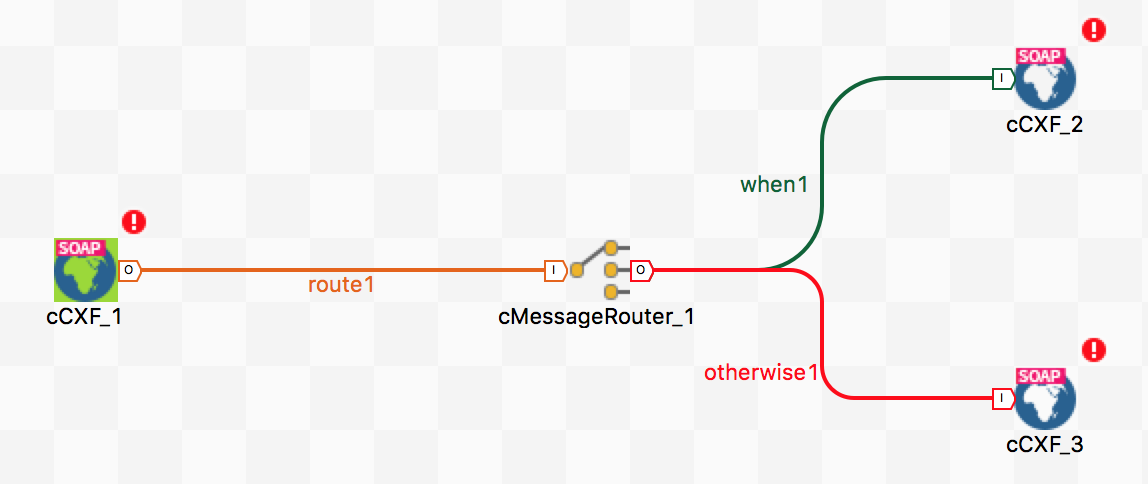 !
SOAP
cCXF_2
I
when1
!
SOAP
cCXF_1
O
route1
I
O
cMessageRouter_1
otherwise1
!
SOAP
I
cCXF_3